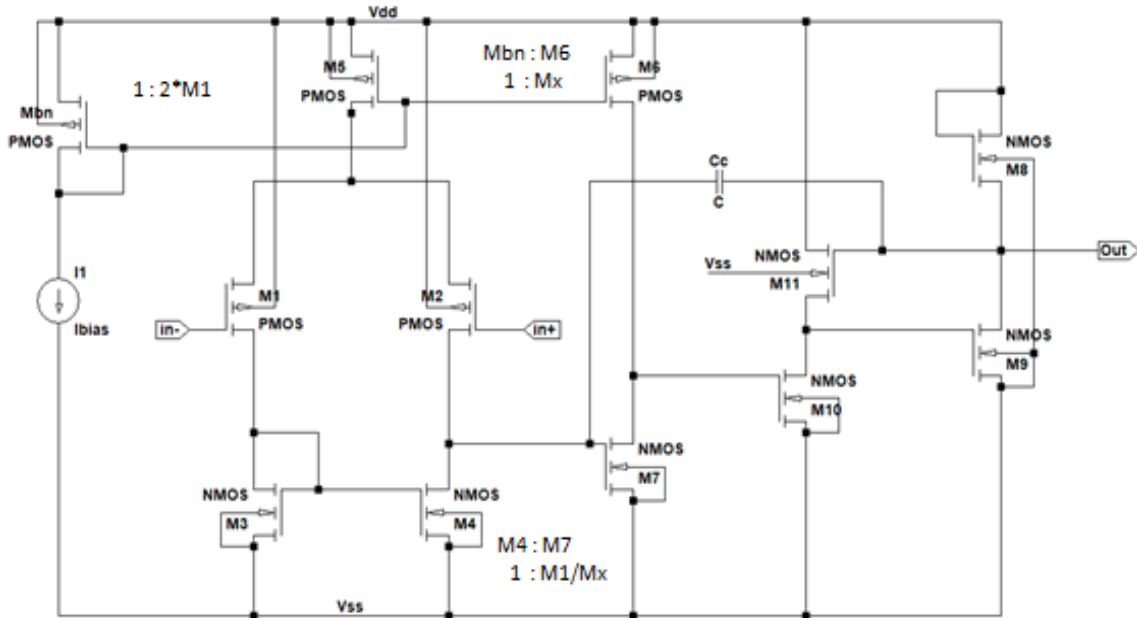 Vdd
M5
PMOS
Mbn : M6
1 : Mx
M6
PMOS
1 : 2*M1
Mbn
PMOS
NMOS
M8
Cc
C
NMOS
Vss
M11
Out
I1
Ibias
M1
PMOS
in-
M2
PMOS
in+
NMOS
M9
NMOS
M10
NMOS
M7
NMOS
M3
NMOS
M4
M4 : M7
1 : M1/Mx
Vss